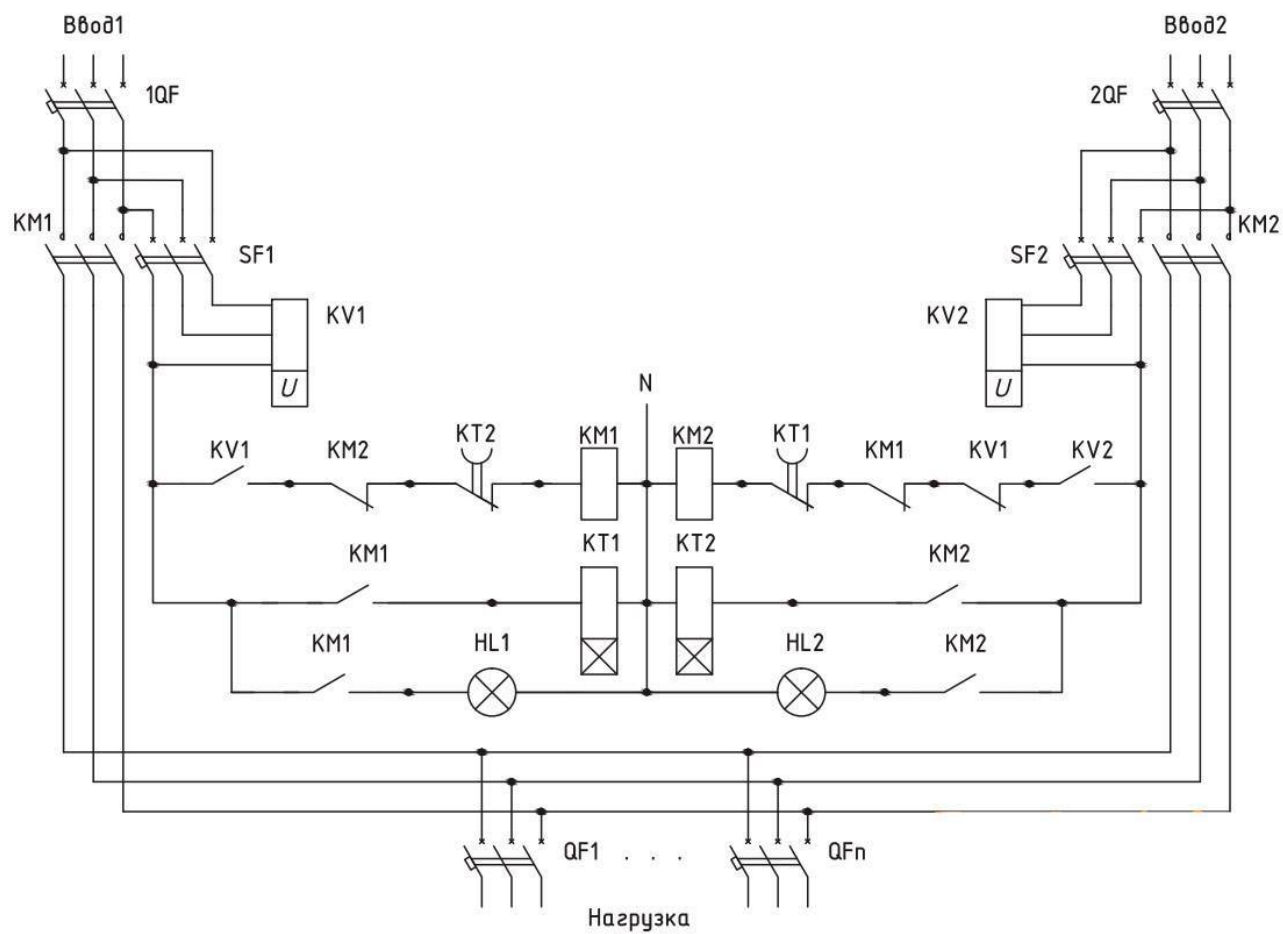 Ввод1 Ввод2
1QF 2QF
KM1 SF1 SF2 KM2
KV1 KV2
U N U
KV1 KM2 KT2 KM1 KM2 KT1 KM1 KV1 KV2
KM1 KT1 KT2 KM2
KM1 HL1 HL2 KM2
QF1 . . . QFn
Нагрузка